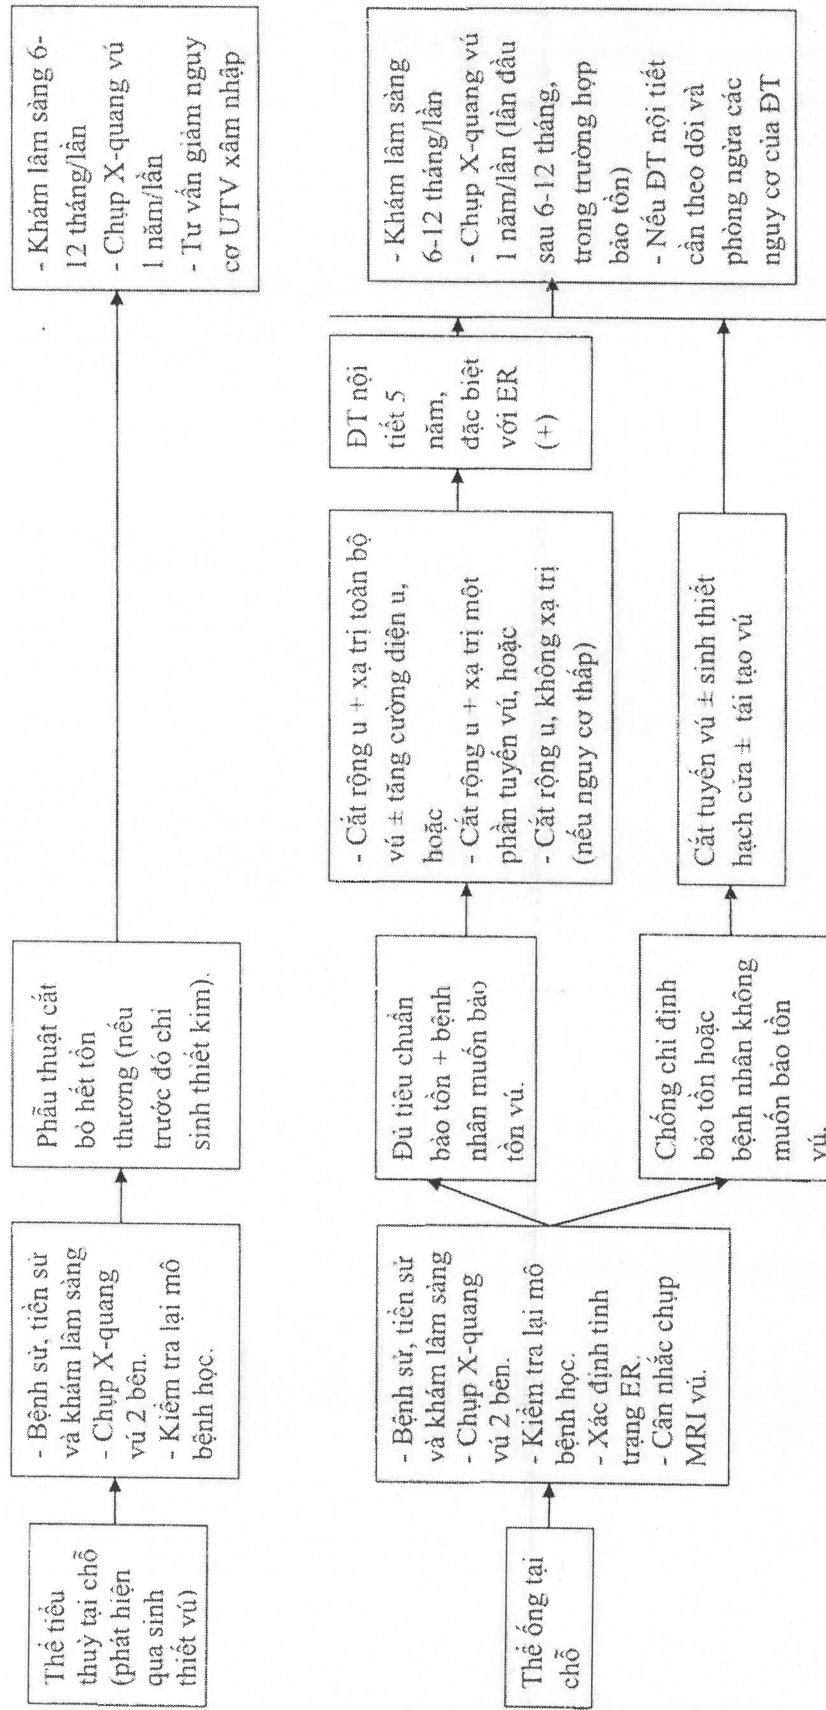 Thể tiểu
thuỳ tại chỗ
(phát hiện
qua sinh
thiết vú)
- Bệnh sử, tiền sử
và khám lâm sàng
- Chụp X-quang
vú 2 bên.
- Kiểm tra lại mô
bệnh học.
Phẫu thuật cắt
bỏ hết tổn
thương (nếu
trước đó chỉ
sinh thiết kim).
- Khám lâm sàng 6-
12 tháng/lần
- Chụp X-quang vú
1 năm/lần
- Tư vấn giảm nguy
cơ UTV xâm nhập
Thể ống tại
chỗ
- Bệnh sử, tiền sử
và khám lâm sàng
- Chụp X-quang
vú 2 bên.
- Kiểm tra lại mô
bệnh học.
- Xác định tình
trạng ER.
- Cân nhắc chụp
MRI vú.
Đủ tiêu chuẩn
bảo tồn + bệnh
nhân muốn bảo
tồn vú.
- Cắt rộng u + xạ trị toàn bộ
vú ± tăng cường diện u,
hoặc
- Cắt rộng u + xạ trị một
phần tuyến vú, hoặc
- Cắt rộng u, không xạ trị
(nếu nguy cơ thấp)
ĐT nội
tiết 5
năm,
đặc biệt
với ER
(+)
Chống chỉ định
bảo tồn hoặc
bệnh nhân không
muốn bảo tồn
vú.
Cắt tuyến vú ± sinh thiết
hạch cửa ± tái tạo vú
- Khám lâm sàng
6-12 tháng/lần
- Chụp X-quang vú
1 năm/lần (lần đầu
sau 6-12 tháng,
trong trường hợp
bảo tồn)
- Nếu ĐT nội tiết
cần theo dõi và
phòng ngừa các
nguy cơ của ĐT